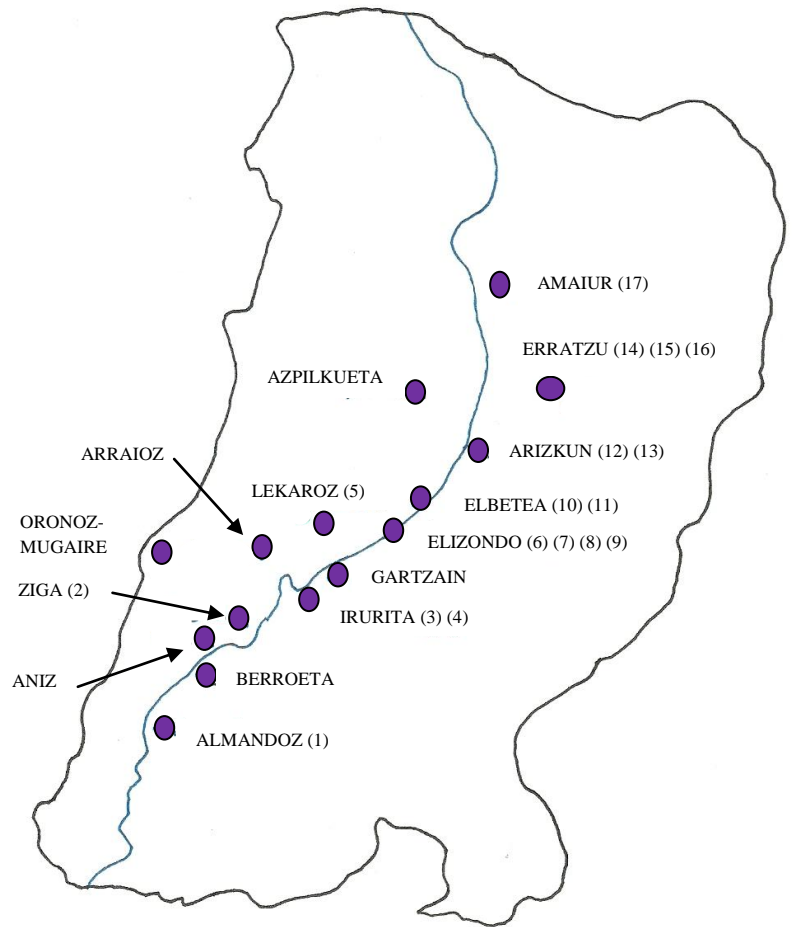 AMAIUR (17)
ERRATZU (14) (15) (16)
AZPILKUETA
ARRAIOZ
ARIZKUN (12) (13)
LEKAROZ (5)
ELBETEA (10) (11)
ORONOZ-
MUGAIRE
ELIZONDO (6) (7) (8) (9)
GARTZAIN
ZIGA (2)
IRURITA (3) (4)
ANIZ
BERROETA
ALMANDOZ (1)